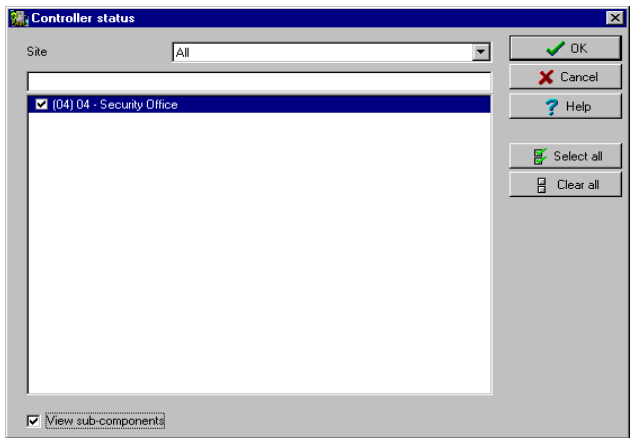 Controller status
Site
All
OK
Cancel
(04) 04 - Security Office
Help
Select all
Clear all
View sub-components